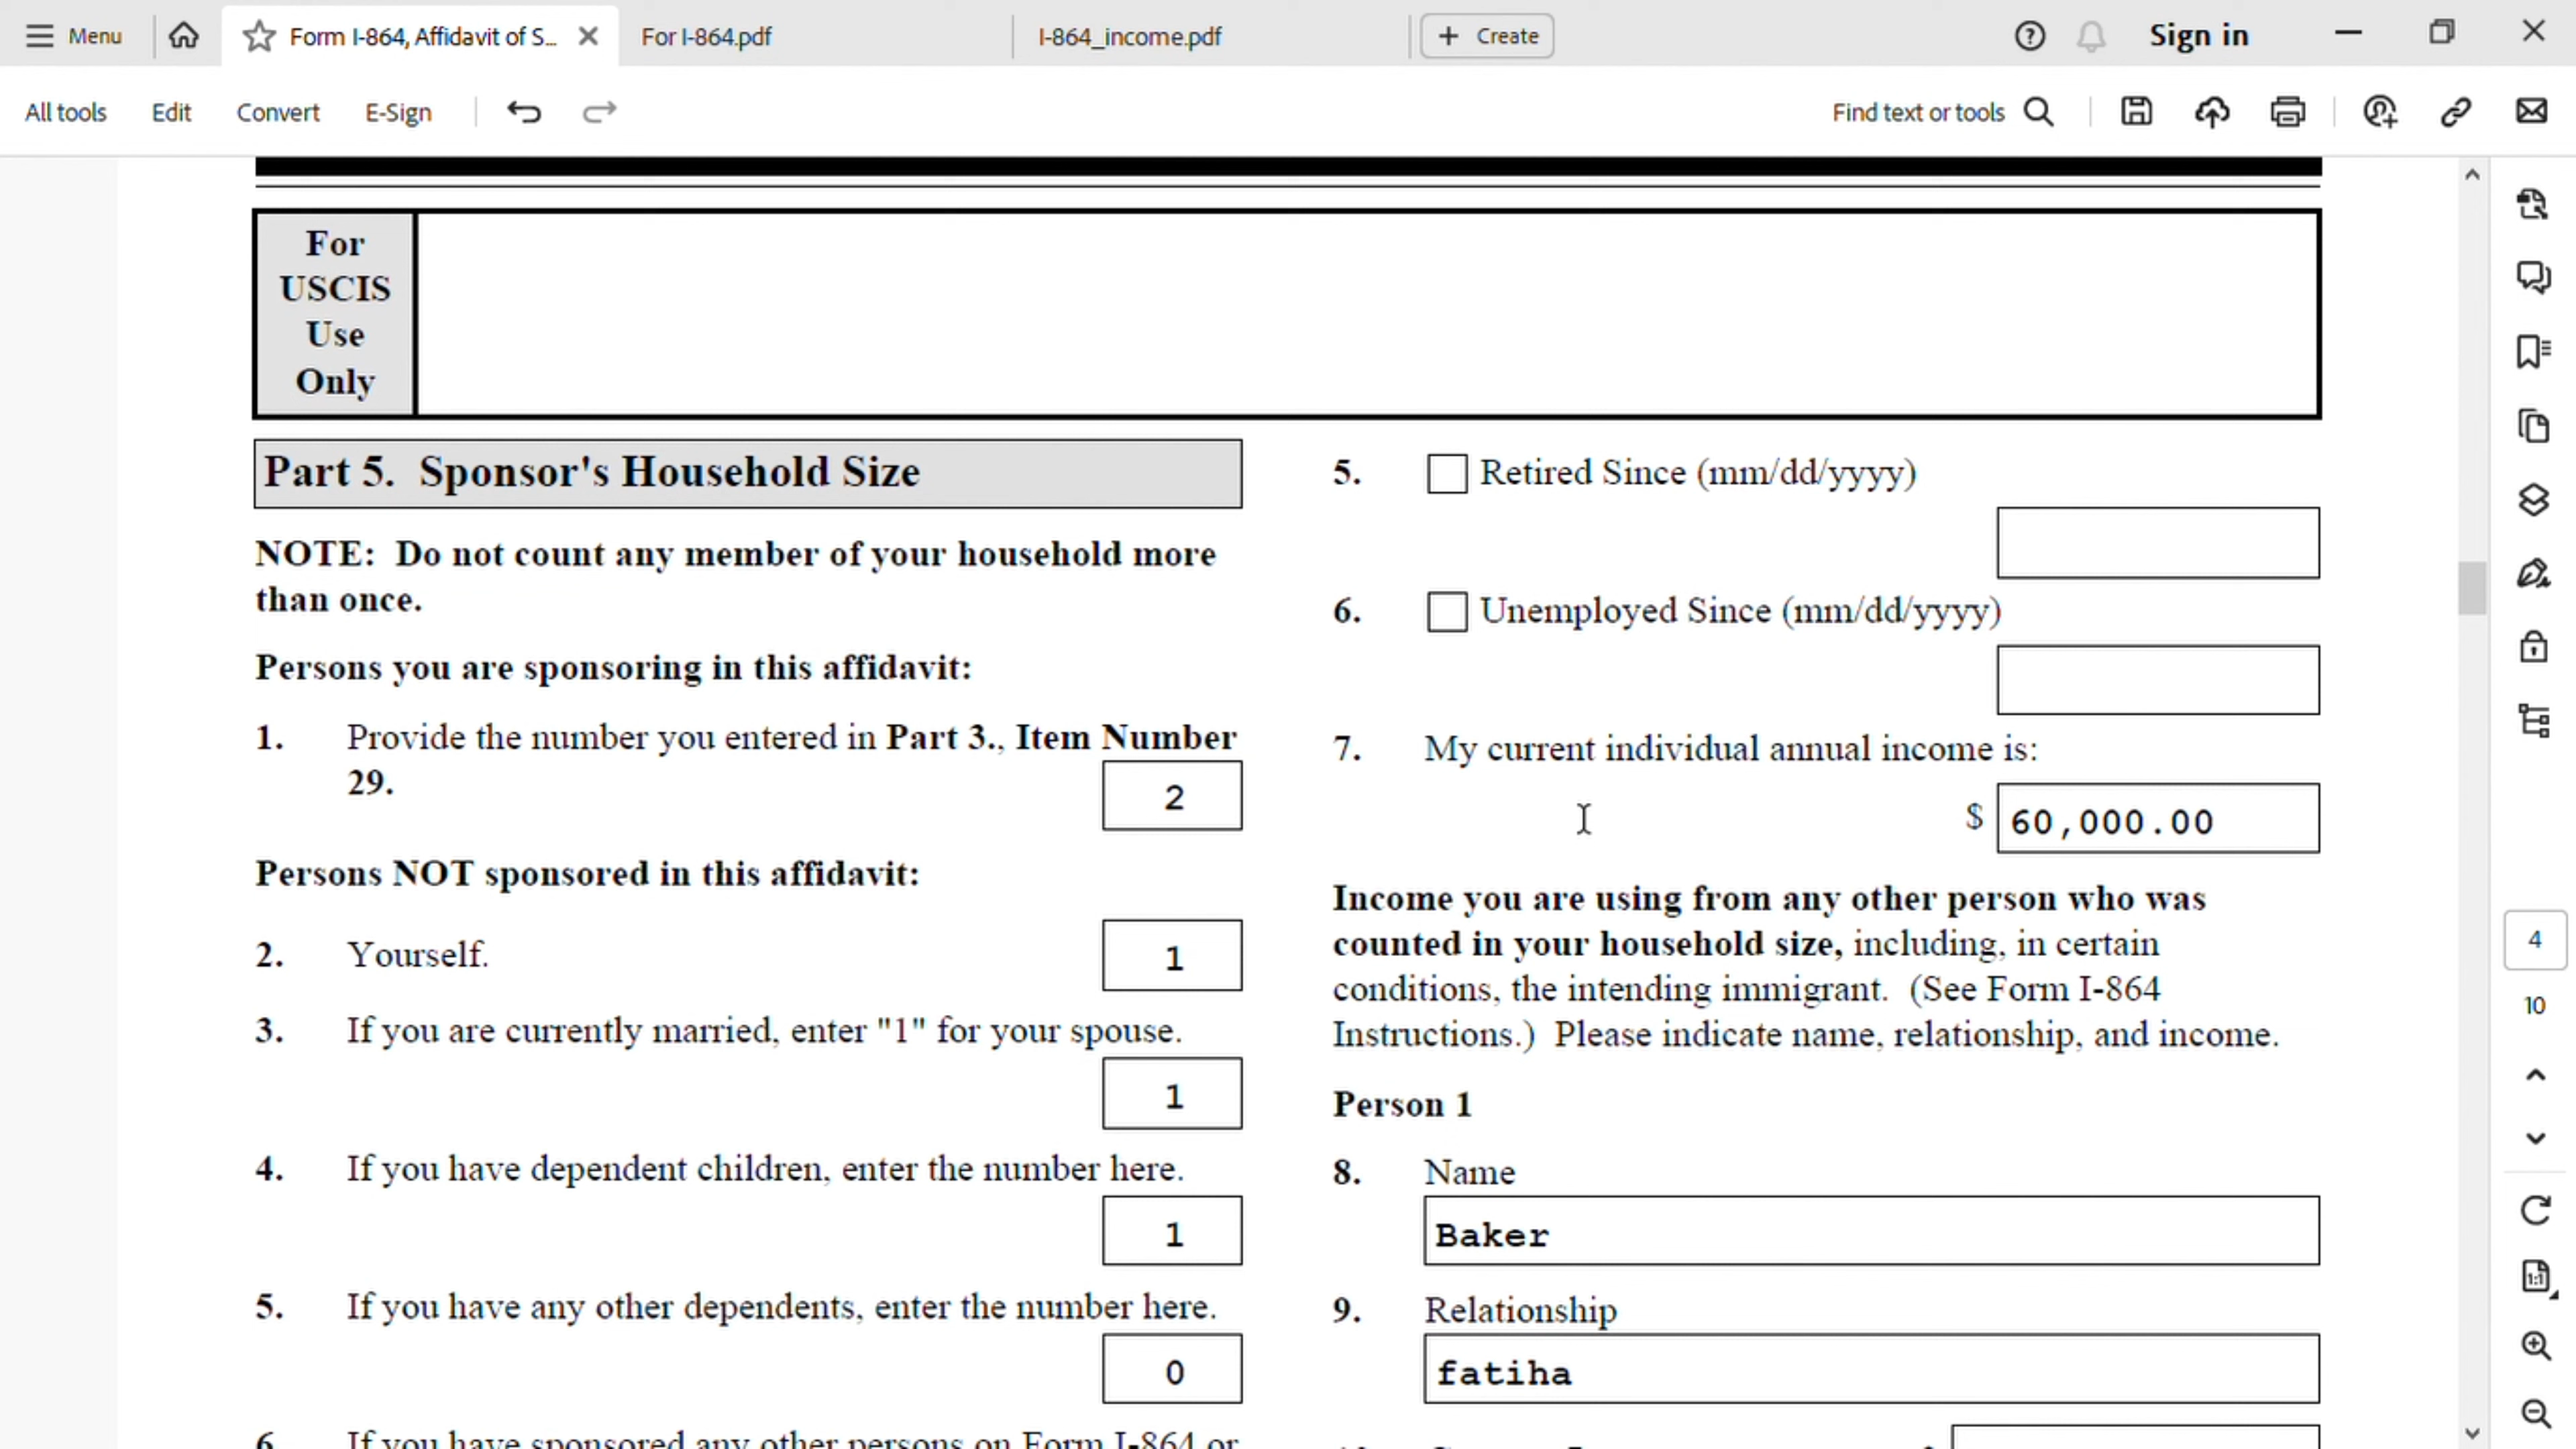 Menu
Form I-864, Affidavit of S...
For I-864.pdf
I-864_income.pdf
+ Create
Sign in
All tools
Edit
Convert
E-Sign
Find text or tools
For
USCIS
Use
Only
Part 5. Sponsor's Household Size
NOTE: Do not count any member of your household more
than once.
Persons you are sponsoring in this affidavit:
1. Provide the number you entered in Part 3., Item Number
29.
2
Persons NOT sponsored in this affidavit:
2. Yourself.
1
3. If you are currently married, enter "1" for your spouse.
1
4. If you have dependent children, enter the number here.
1
5. If you have any other dependents, enter the number here.
0
6. If you have sponsored any other persons on Form I-864 or
5. Retired Since (mm/dd/yyyy)
6. Unemployed Since (mm/dd/yyyy)
7. My current individual annual income is:
$ 60,000.00
Income you are using from any other person who was
counted in your household size, including, in certain
conditions, the intending immigrant. (See Form I-864
Instructions.) Please indicate name, relationship, and income.
Person 1
8. Name
Baker
9. Relationship
fatiha
4
10